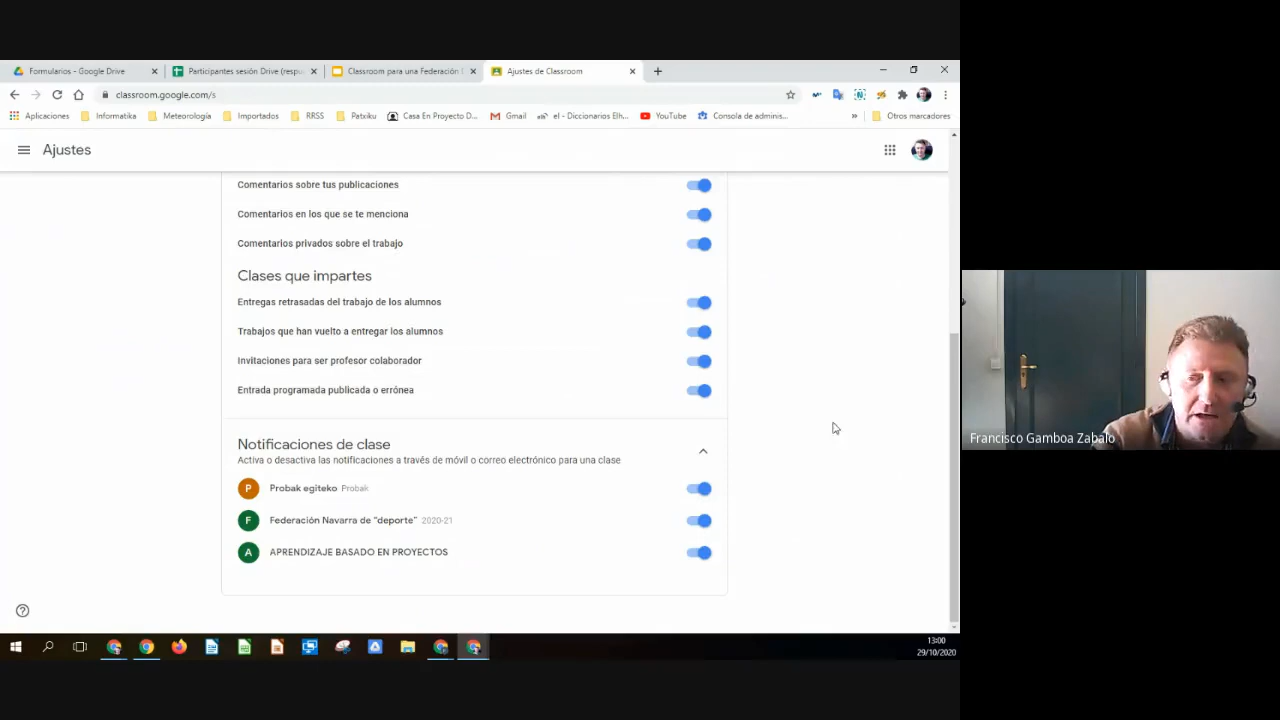 Formularios - Google Drive
Participantes sesión Drive (respu
Classroom para una Federación
Ajustes de Classroom
classroom.google.com/s
Aplicaciones
Informatika
Meteorología
Importados
RRSS
Patxiku
Casa En Proyecto D...
Gmail
el - Diccionarios Elh...
YouTube
Consola de adminis...
»
Otros marcadores
Ajustes
Comentarios sobre tus publicaciones
Comentarios en los que se te menciona
Comentarios privados sobre el trabajo
Clases que impartes
Entregas retrasadas del trabajo de los alumnos
Trabajos que han vuelto a entregar los alumnos
Invitaciones para ser profesor colaborador
Entrada programada publicada o errónea
Notificaciones de clase
Activa o desactiva las notificaciones a través de móvil o correo electrónico para una clase
P Probak egiteko Probak
F Federación Navarra de "deporte" 2020-21
A APRENDIZAJE BASADO EN PROYECTOS
Francisco Gamboa Zabalo
13:00
29/10/2020